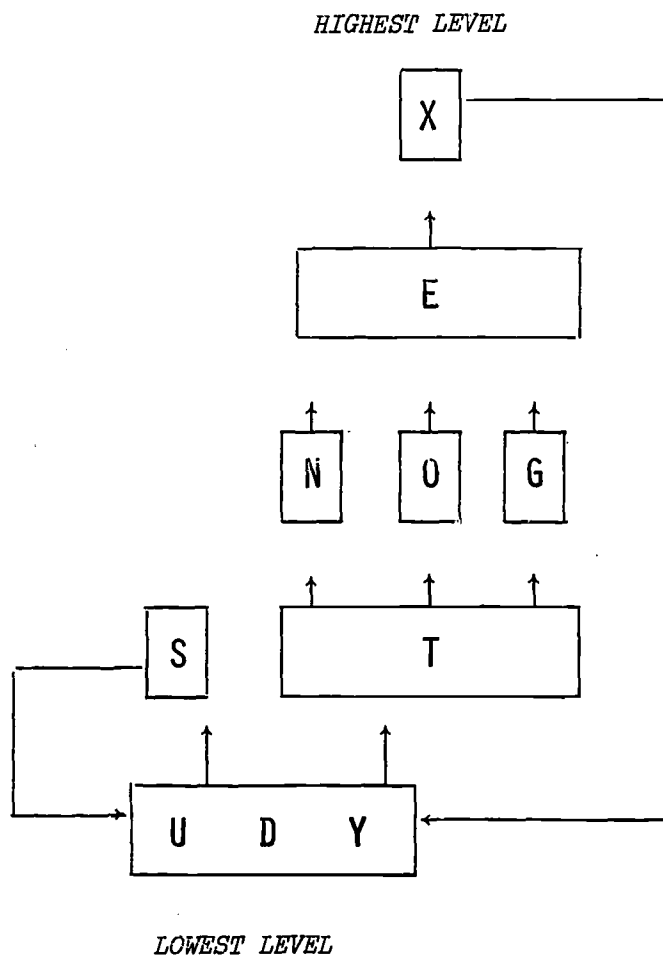 HIGHEST LEVEL
X
E
N O G
S T
U D Y
LOWEST LEVEL